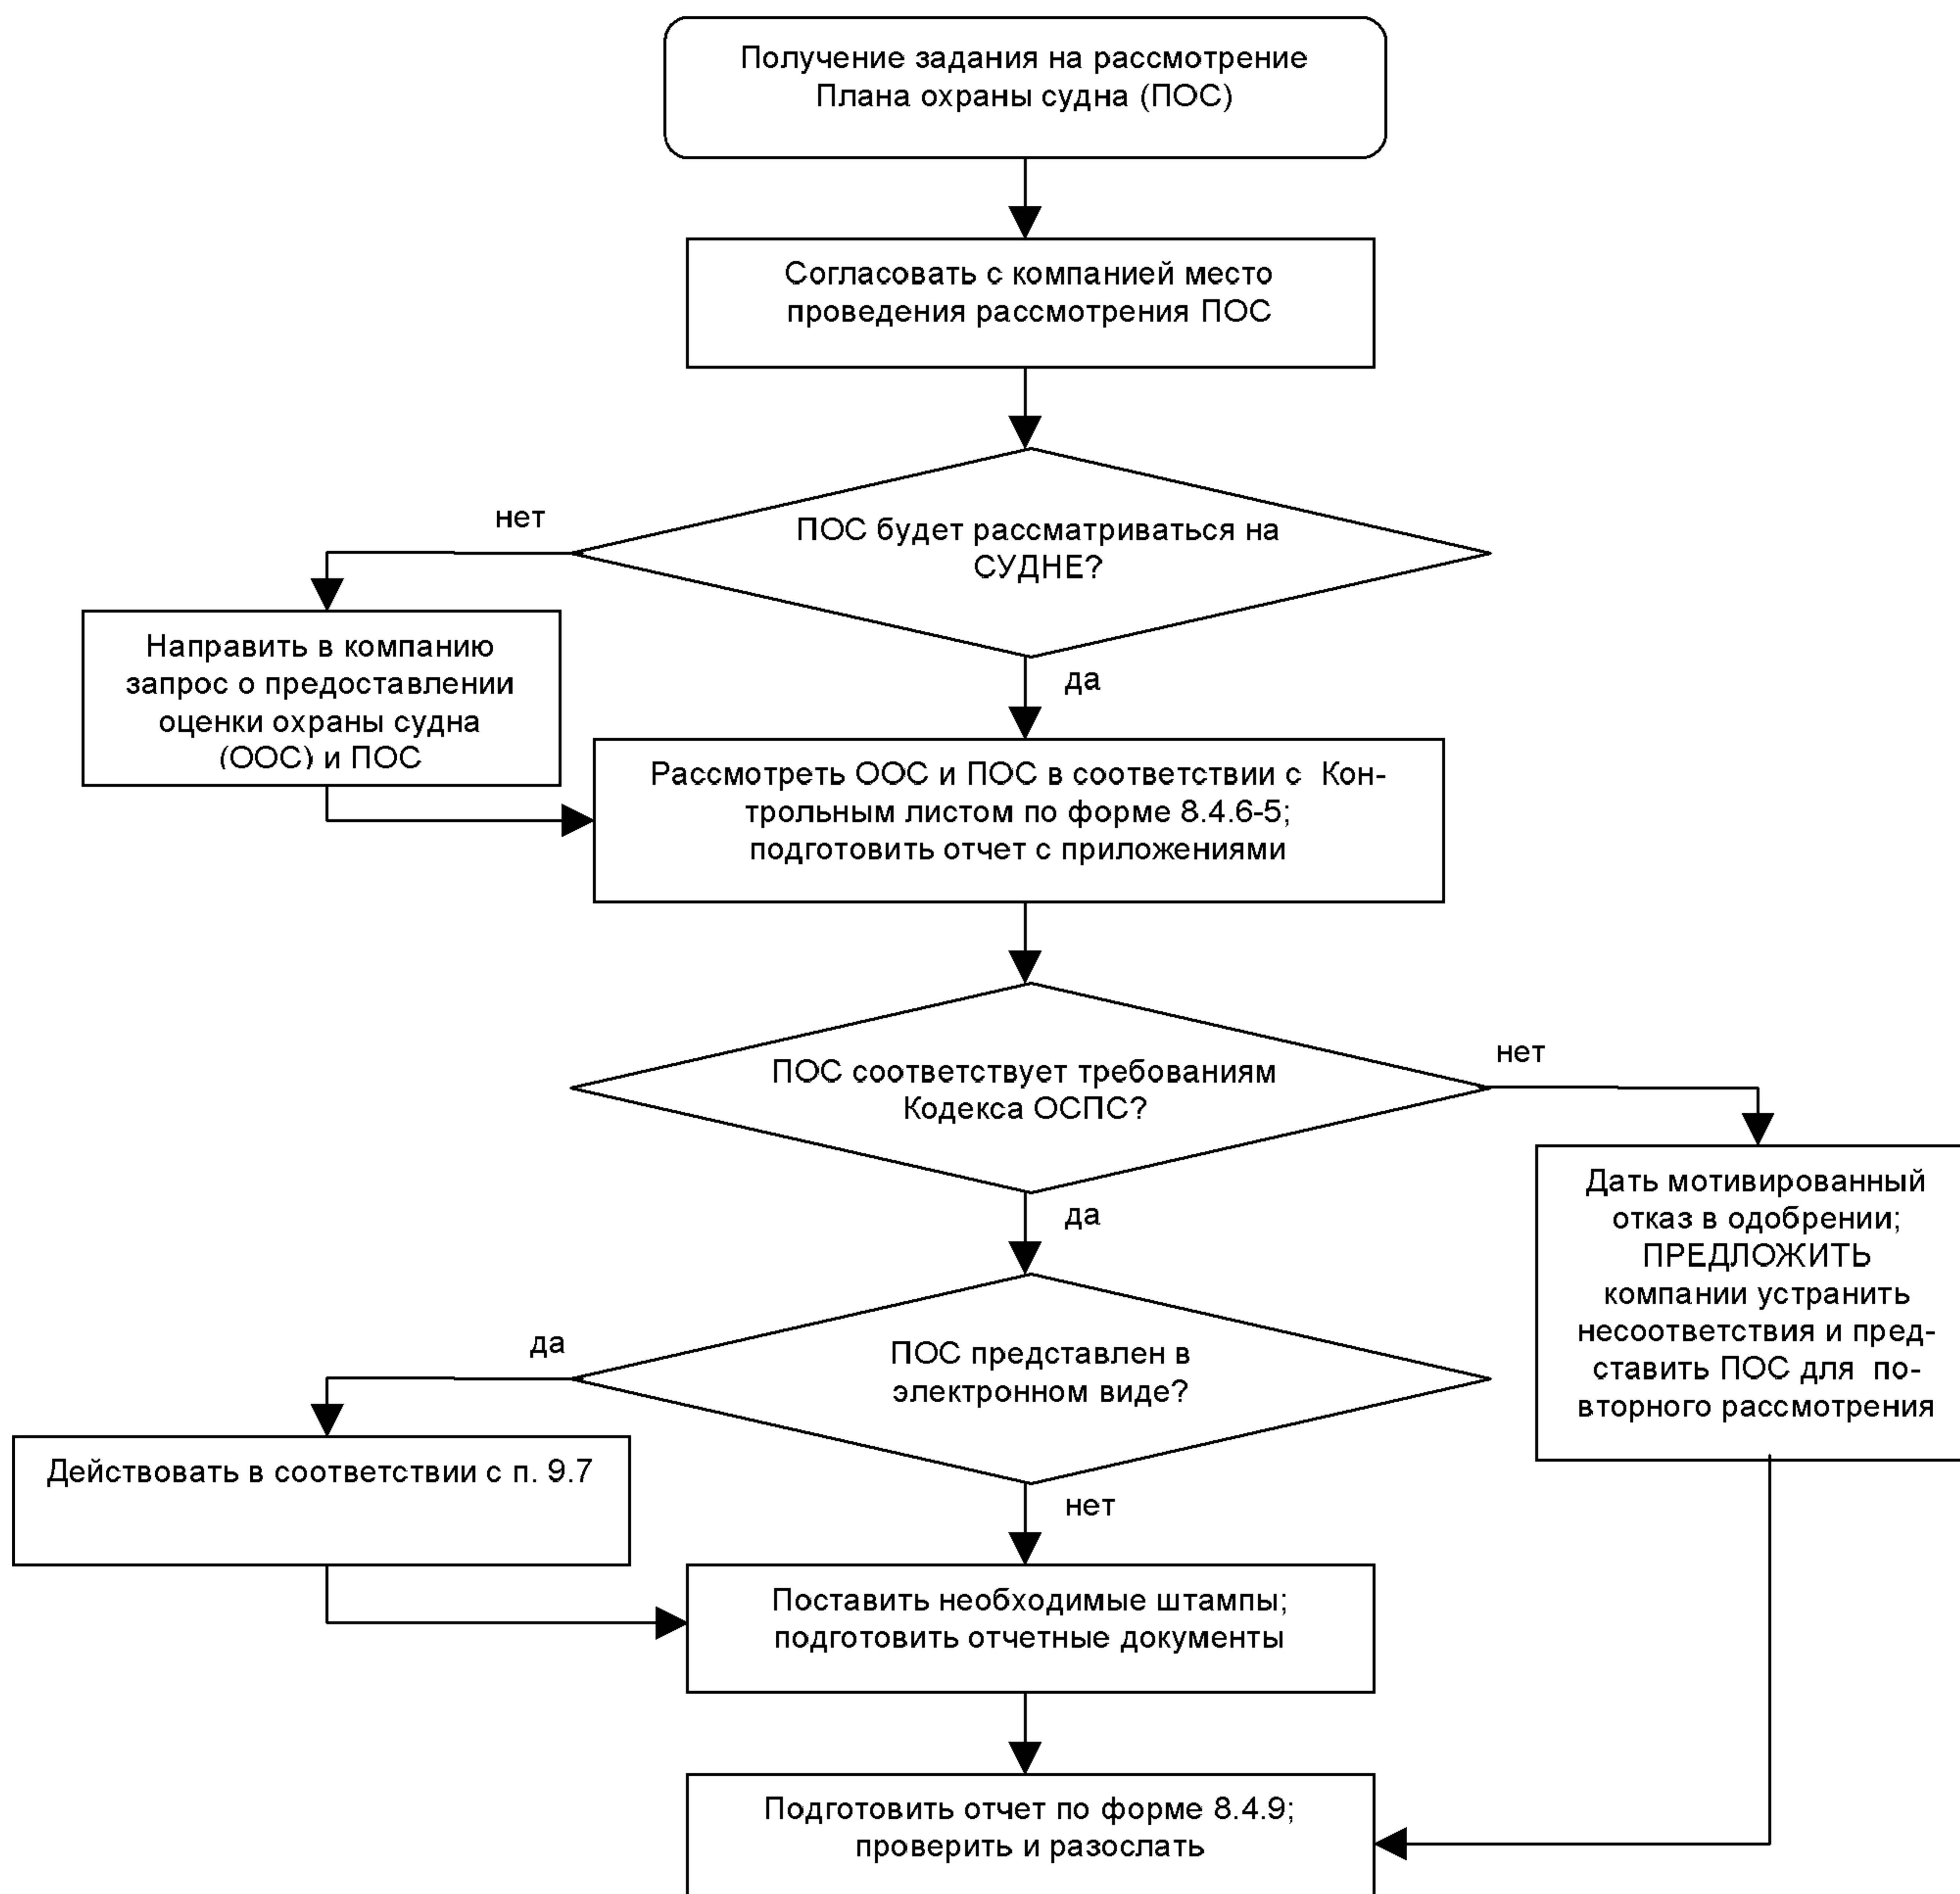 Получение задания на рассмотрение
Плана охраны судна (ПОС)
Согласовать с компанией место
проведения рассмотрения ПОС
нет
ПОС будет рассматриваться на
СУДНЕ?
Направить в компанию
запрос о предоставлении
оценки охраны судна
(ООС) и ПОС
да
Рассмотреть ООС и ПОС в соответствии с Кон-
трольным листом по форме 8.4.6-5;
подготовить отчет с приложениями
ПОС соответствует требованиям
Кодекса ОСПС?
нет
Дать мотивированный
отказ в одобрении;
ПРЕДЛОЖИТЬ
компании устранить
несоответствия и пред-
ставить ПОС для по-
вторного рассмотрения
да
да
ПОС представлен в
электронном виде?
Действовать в соответствии с п. 9.7
нет
Поставить необходимые штампы;
подготовить отчетные документы
Подготовить отчет по форме 8.4.9;
проверить и разослать